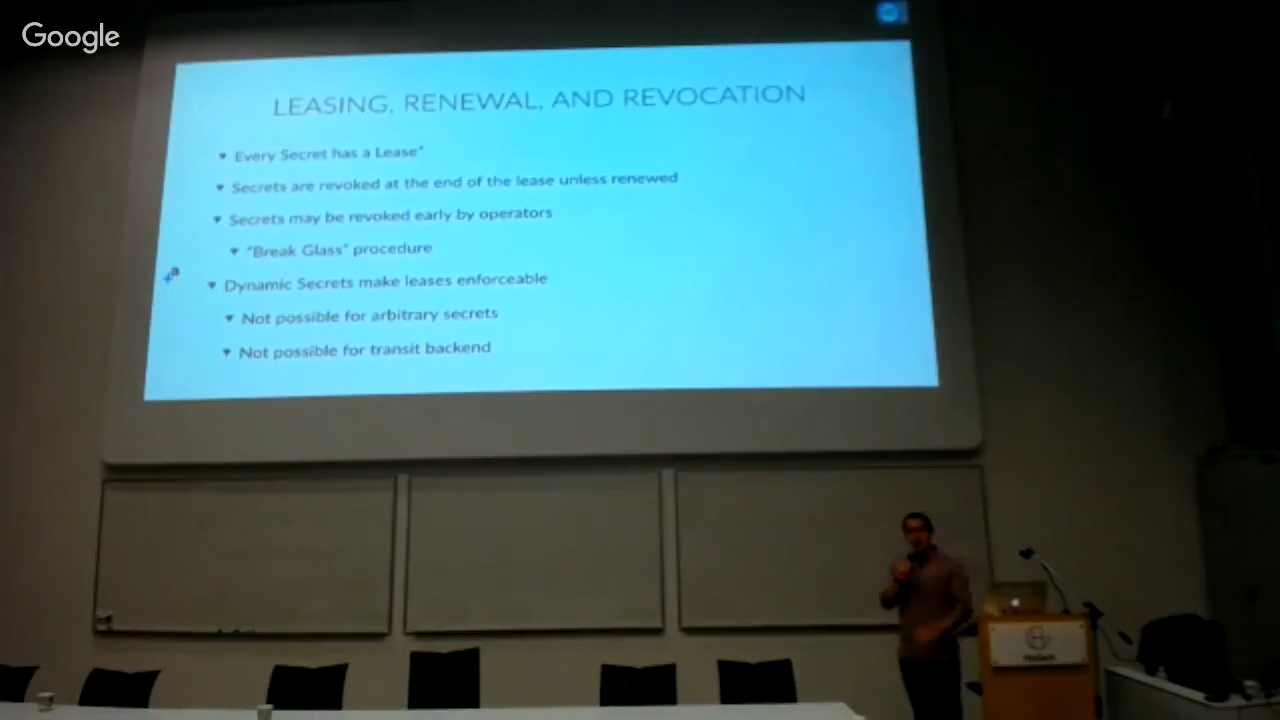 Google
LEASING, RENEWAL, AND REVOCATION
Every Secret has a Lease*
Secrets are revoked at the end of the lease unless renewed
Secrets may be revoked early by operators
"Break Glass" procedure
Dynamic Secrets make leases enforceable
Not possible for arbitrary secrets
Not possible for transit backend